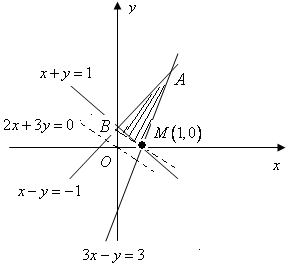 y
x + y = 1
A
2x + 3y = 0
B
M(1,0)
O
x
x − y = −1
3x − y = 3